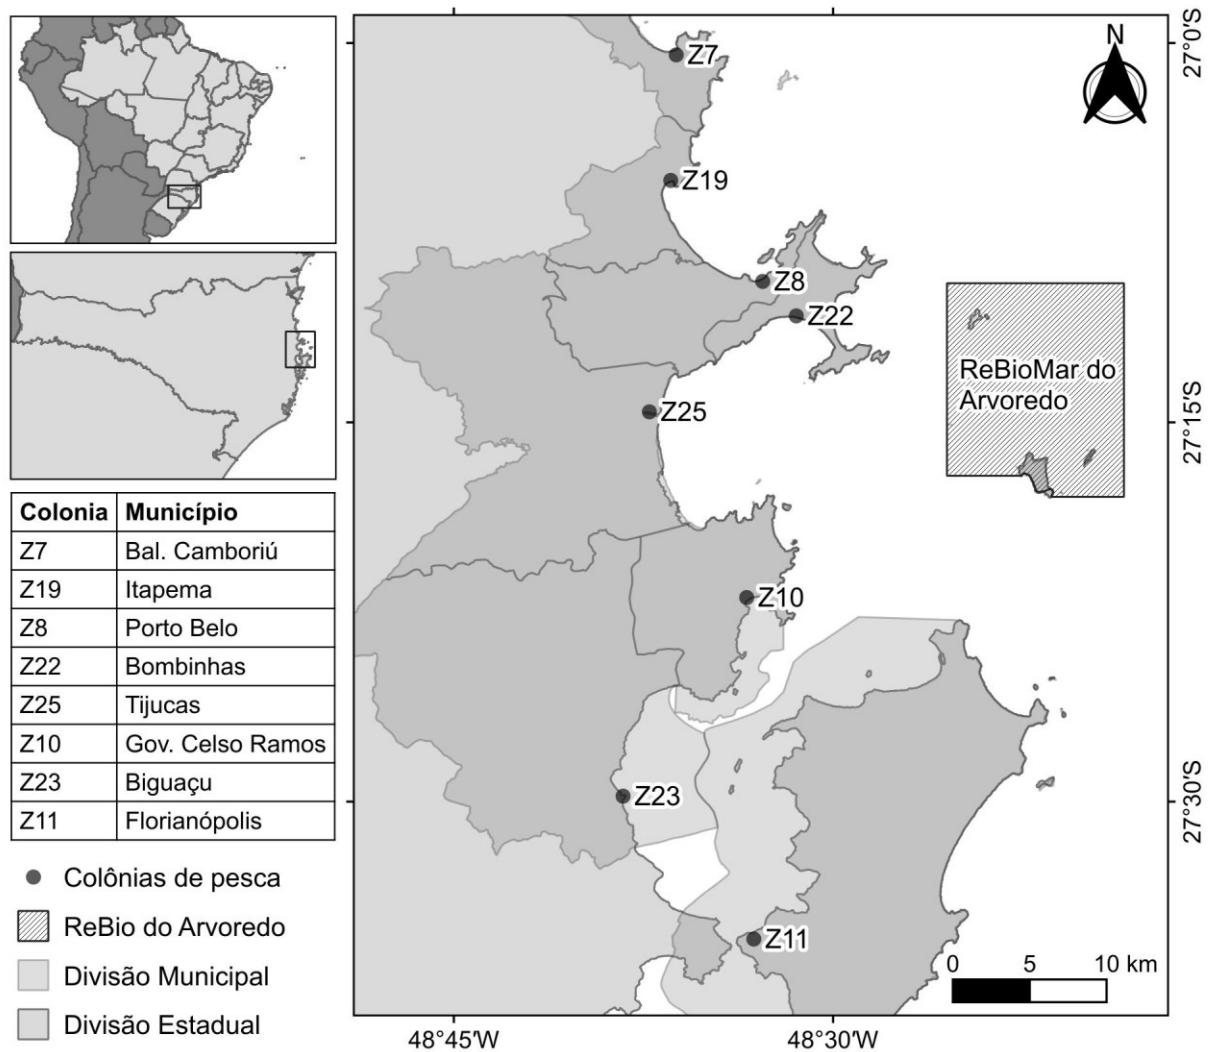 Colonia Município
Z7 Bal. Camboriú
Z19 Itapema
Z8 Porto Belo
Z22 Bombinhas
Z25 Tijucas
Z10 Gov. Celso Ramos
Z23 Biguaçu
Z11 Florianópolis
Colônias de pesca
ReBio do Arvoredo
Divisão Municipal
Divisão Estadual
N
Z7
Z19
Z8
Z22
Z25
Z10
Z23
Z11
ReBioMar do
Arvoredo
0 5 10 km
27°0'S
27°15'S
27°30'S
48°45'W
48°30'W